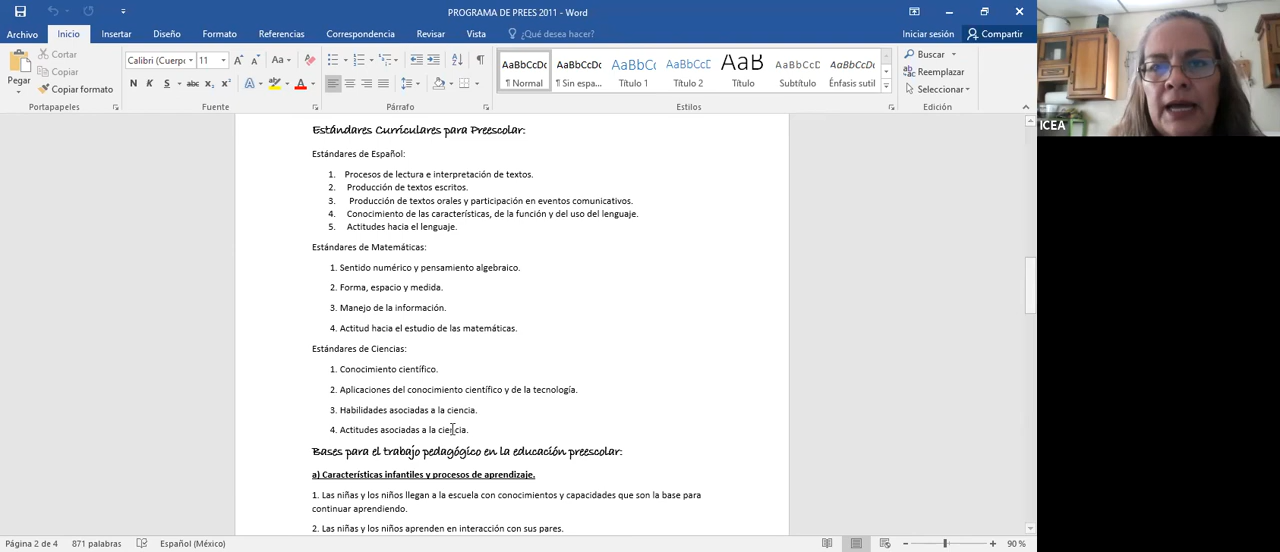 PROGRAMA DE PREES 2011 - Word
Archivo Inicio Insertar Diseño Formato Referencias Correspondencia Revisar Vista ¿Qué desea hacer? Iniciar sesión Compartir
Pegar
Cortar
Copiar
Copiar formato
Portapapeles
Calibri (Cuerpo 11
N K S abc x₂ x²
Fuente
Párrafo
AaBbCcDc AaBbCcDc AaBbCc AaBbCcD AaB AaBbCcD AaBbCcDc
¶ Normal ¶ Sin espa... Título 1 Título 2 Título Subtítulo Énfasis sutil
Estilos
Buscar
Reemplazar
Seleccionar
Edición
ICEA
Estándares Curriculares para Preescolar:
Estándares de Español:
1. Procesos de lectura e interpretación de textos.
2. Producción de textos escritos.
3. Producción de textos orales y participación en eventos comunicativos.
4. Conocimiento de las características, de la función y del uso del lenguaje.
5. Actitudes hacia el lenguaje.
Estándares de Matemáticas:
1. Sentido numérico y pensamiento algebraico.
2. Forma, espacio y medida.
3. Manejo de la información.
4. Actitud hacia el estudio de las matemáticas.
Estándares de Ciencias:
1. Conocimiento científico.
2. Aplicaciones del conocimiento científico y de la tecnología.
3. Habilidades asociadas a la ciencia.
4. Actitudes asociadas a la ciencia.
Bases para el trabajo pedagógico en la educación preescolar:
a) Características infantiles y procesos de aprendizaje.
1. Las niñas y los niños llegan a la escuela con conocimientos y capacidades que son la base para
continuar aprendiendo.
2. Las niñas y los niños aprenden en interacción con sus pares.
Página 2 de 4 871 palabras Español (México) 90 %